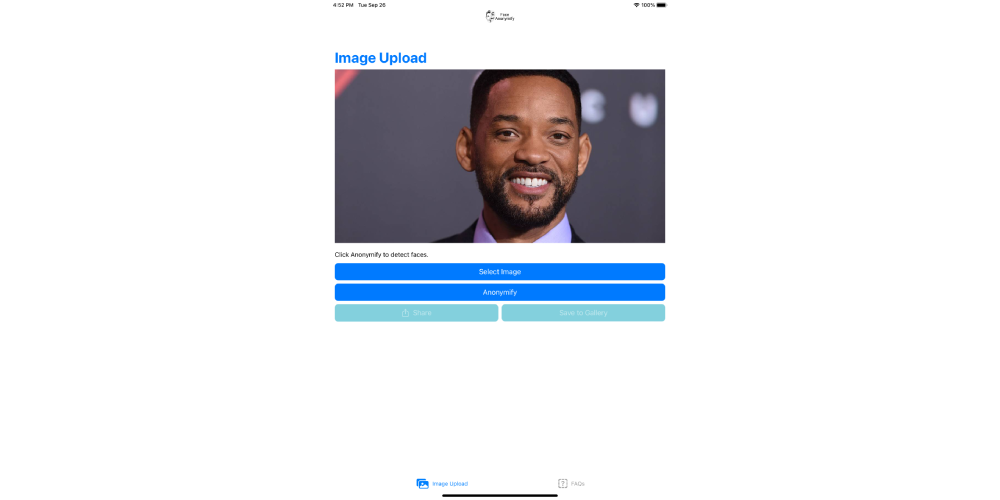 4:52 PM Tue Sep 26
100%
Face
Anonymify
Image Upload
C U
Click Anonymify to detect faces.
Select Image
Anonymify
Share
Save to Gallery
Image Upload
FAQs